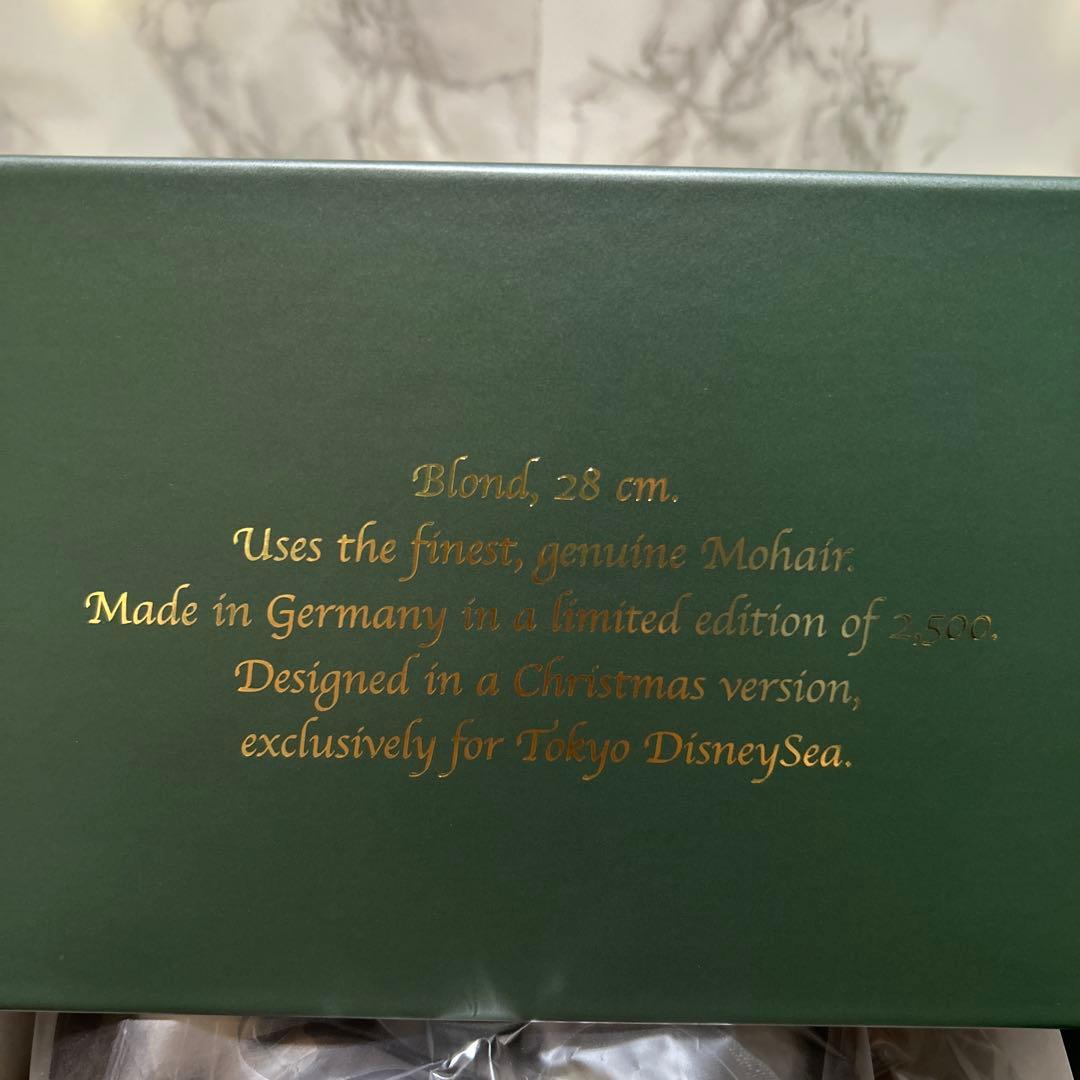 Blond, 28 cm.
Uses the finest, genuine Mohair.
Made in Germany in a limited edition of 2,500.
Designed in a Christmas version,
exclusively for Tokyo DisneySea.